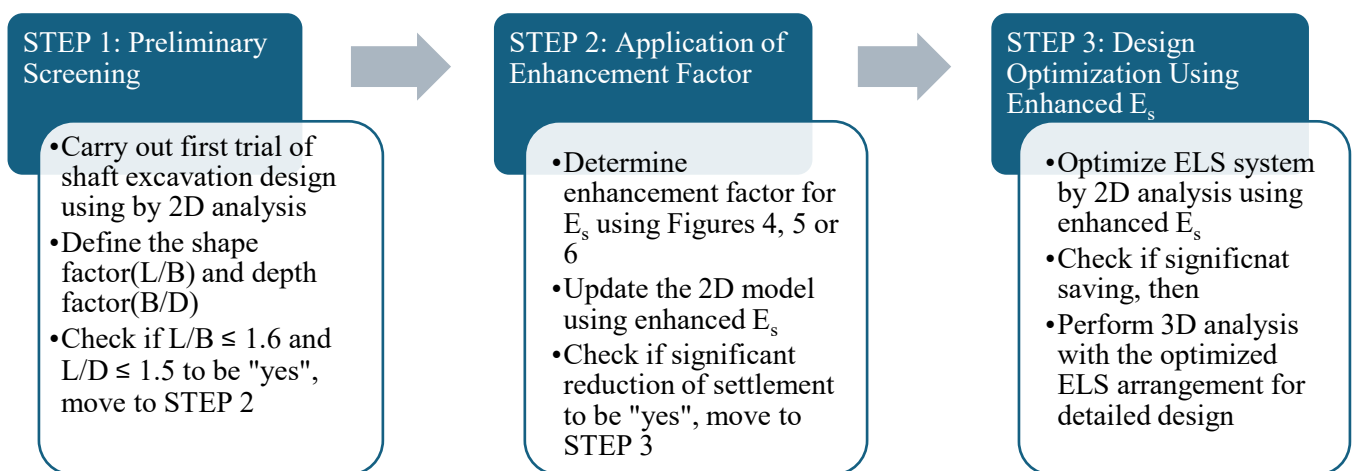 STEP 1: Preliminary
Screening
•Carry out first trial of
shaft excavation design
using by 2D analysis
•Define the shape
factor(L/B) and depth
factor(B/D)
•Check if L/B ≤ 1.6 and
L/D ≤ 1.5 to be "yes",
move to STEP 2
STEP 2: Application of
Enhancement Factor
•Determine
enhancement factor for
Es using Figures 4, 5 or
6
•Update the 2D model
using enhanced Es
•Check if significant
reduction of settlement
to be "yes", move to
STEP 3
STEP 3: Design
Optimization Using
Enhanced Es
•Optimize ELS system
by 2D analysis using
enhanced Es
•Check if significnat
saving, then
•Perform 3D analysis
with the optimized
ELS arrangement for
detailed design